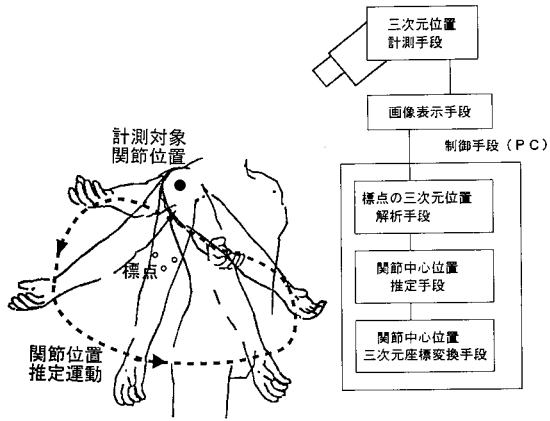 三次元位置
計測手段
画像表示手段
制御手段（ＰＣ）
計測対象
関節位置
標点の三次元位置
解析手段
標点
関節中心位置
推定手段
関節中心位置
三次元座標変換手段
関節位置
推定運動